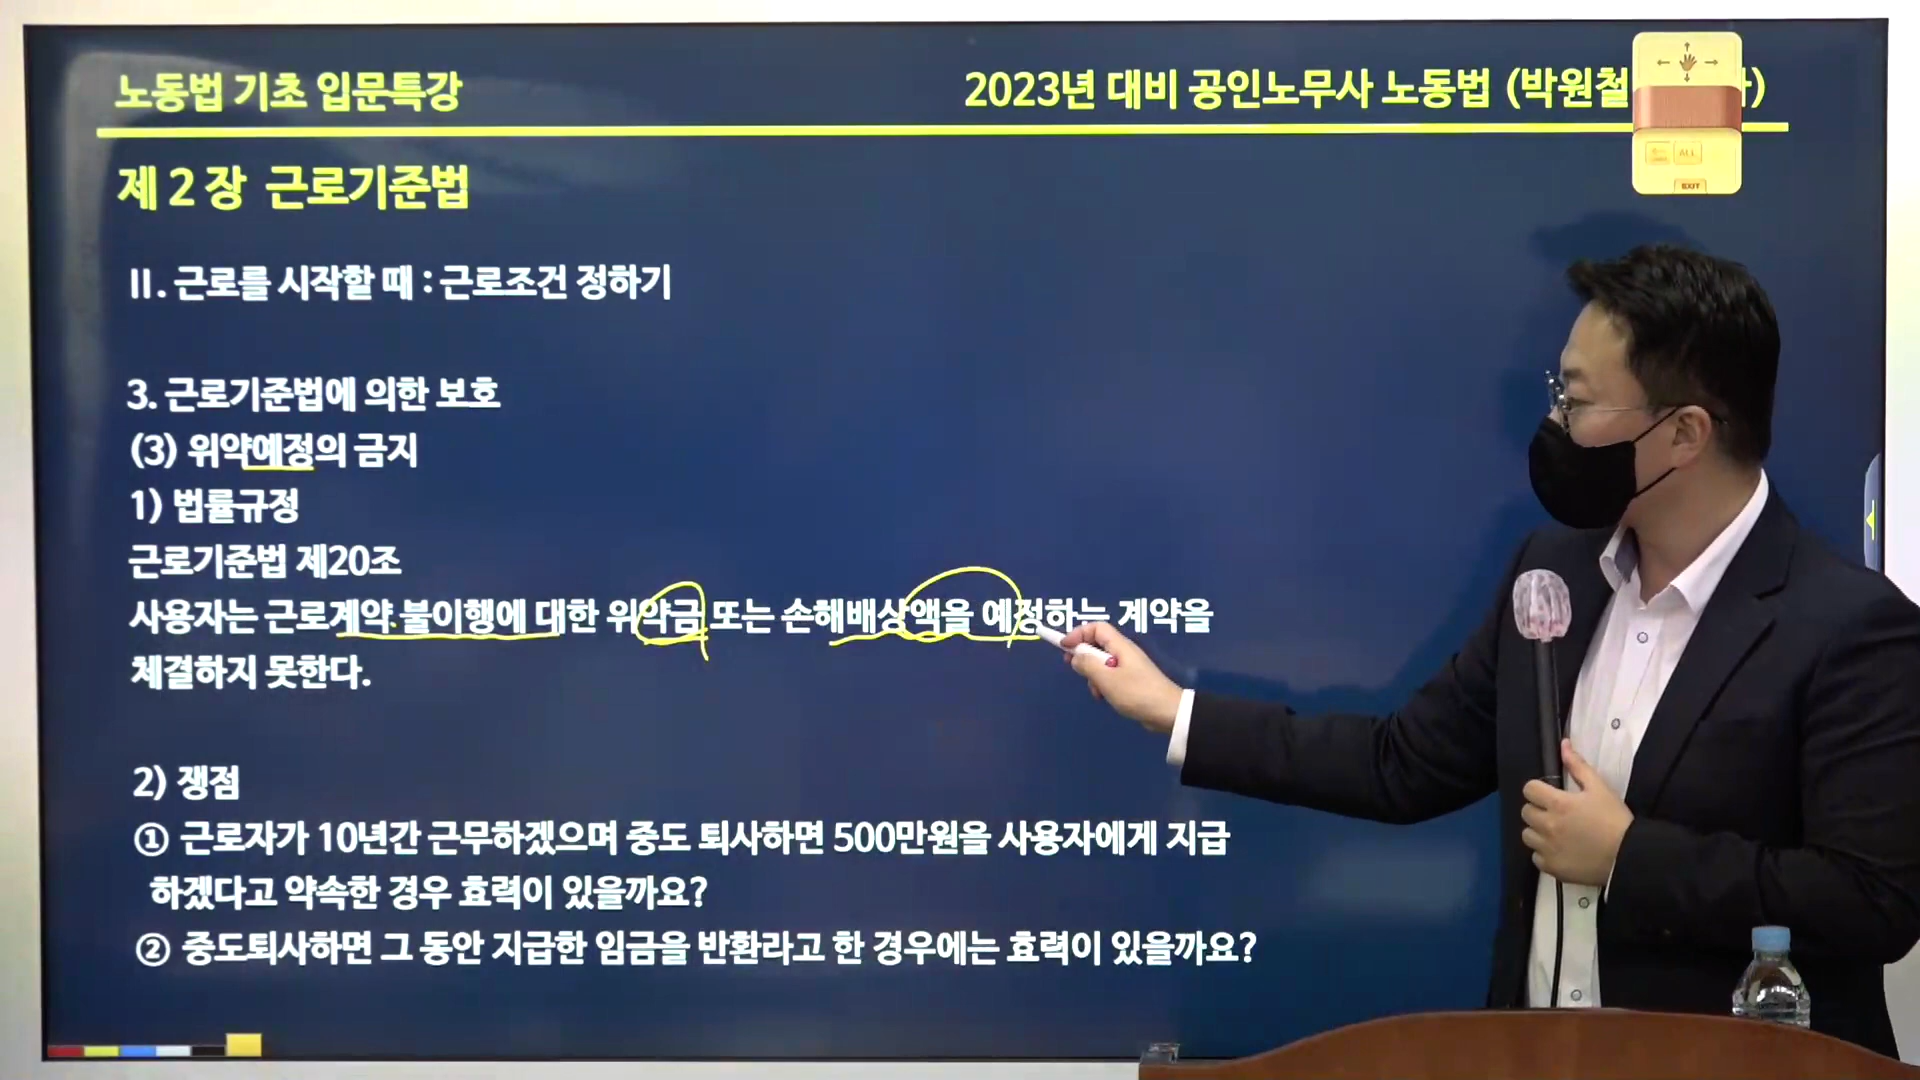 노동법 기초 입문특강
2023년 대비 공인노무사 노동법 (박원철
제 2 장 근로기준법
Ⅱ. 근로를 시작할 때 : 근로조건 정하기
3. 근로기준법에 의한 보호
(3) 위약예정의 금지
1) 법률규정
근로기준법 제20조
사용자는 근로계약 불이행에 대한 위약금 또는 손해배상액을 예정하는 계약을
체결하지 못한다.
2) 쟁점
① 근로자가 10년간 근무하겠으며 중도 퇴사하면 500만원을 사용자에게 지급
하겠다고 약속한 경우 효력이 있을까요?
② 중도퇴사하면 그 동안 지급한 임금을 반환라고 한 경우에는 효력이 있을까요?
ALL
EXIT